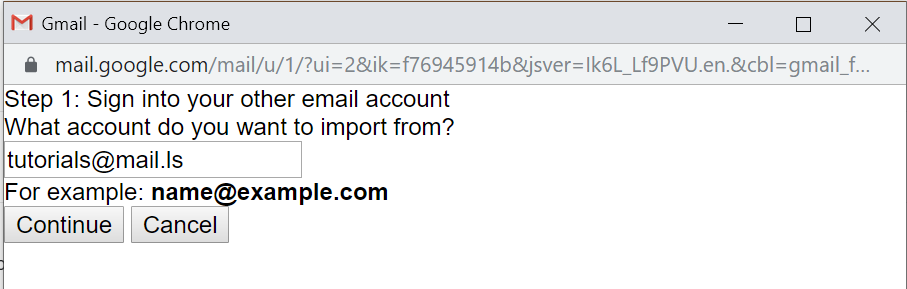 Gmail - Google Chrome
mail.google.com/mail/u/1/?ui=2&ik=f76945914b&jsver=Ik6L_Lf9PVU.en.&cbl=gmail_f...
Step 1: Sign into your other email account
What account do you want to import from?
tutorials@mail.ls
For example: name@example.com
Continue Cancel